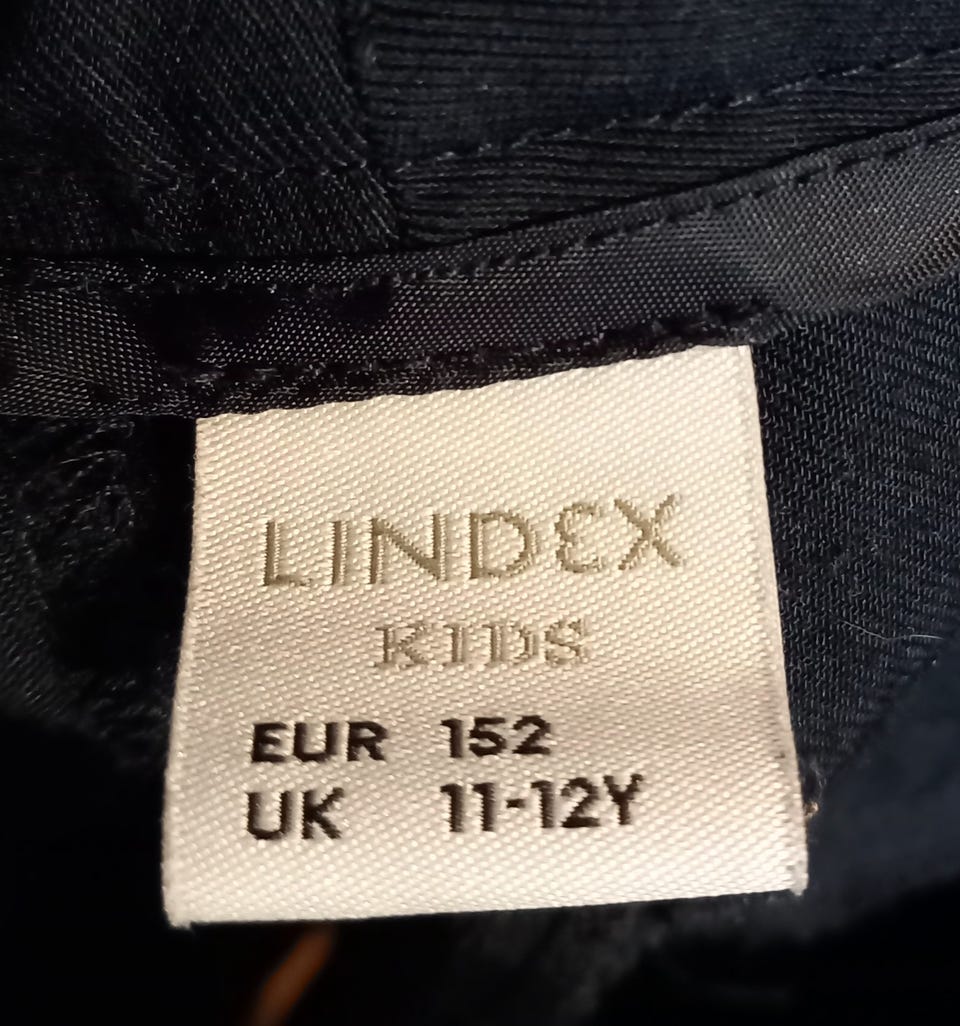 LINDEX
KIDS
EUR 152
UK 11-12Y